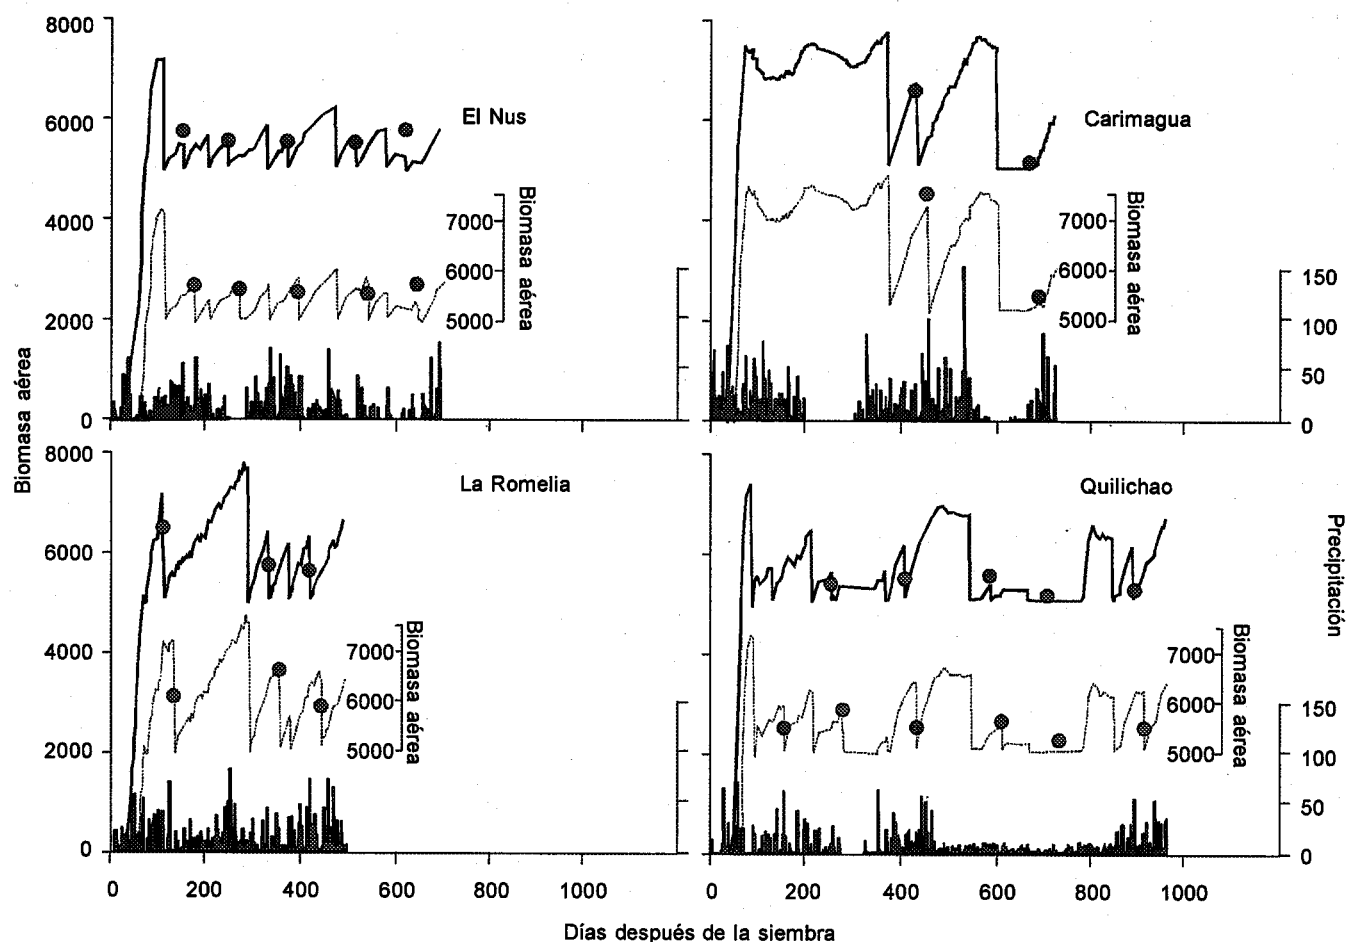 8000
6000
4000
2000
0
El Nus
Biomasa aérea
7000
6000
5000
Carimagua
Biomasa aérea
7000
6000
5000
150
100
50
0
Biomasa aérea
8000
6000
4000
2000
0
La Romelia
Biomasa aérea
7000
6000
5000
Quilichao
Biomasa aérea
7000
6000
5000
150
100
50
0
Precipitación
0 200 400 600 800 1000
0 200 400 600 800 1000
Días después de la siembra